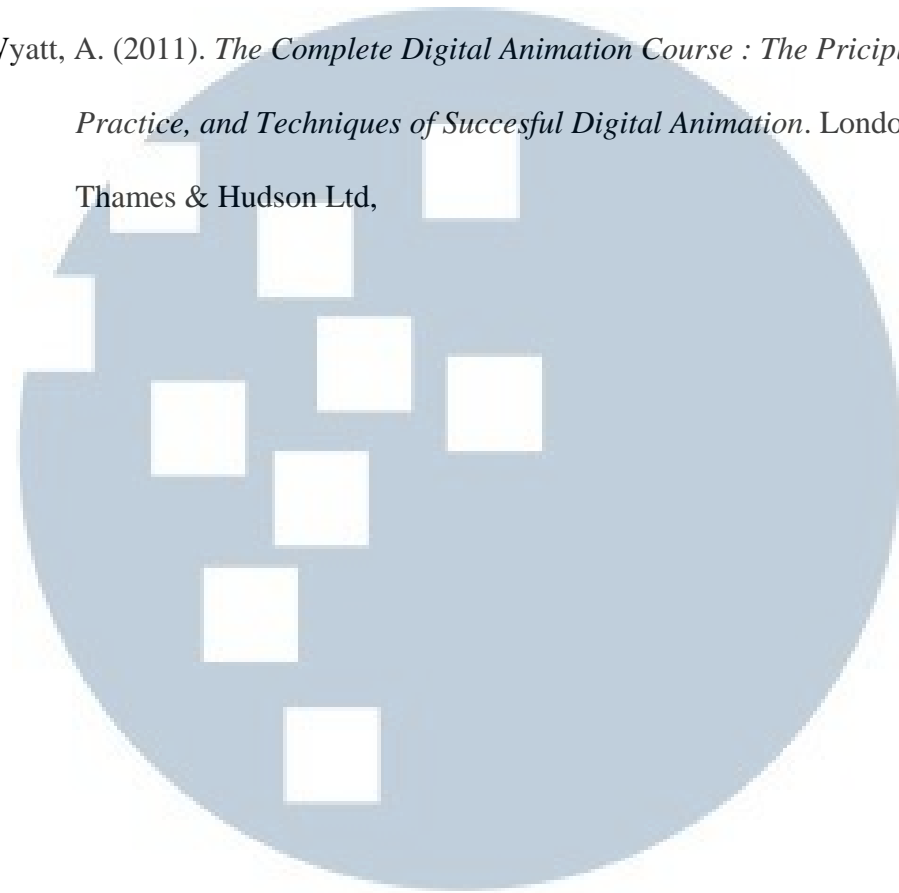 yatt, A. (2011). The Complete Digital Animation Course : The Pricipl
Practice, and Techniques of Succesful Digital Animation. Londo
Thames & Hudson Ltd,